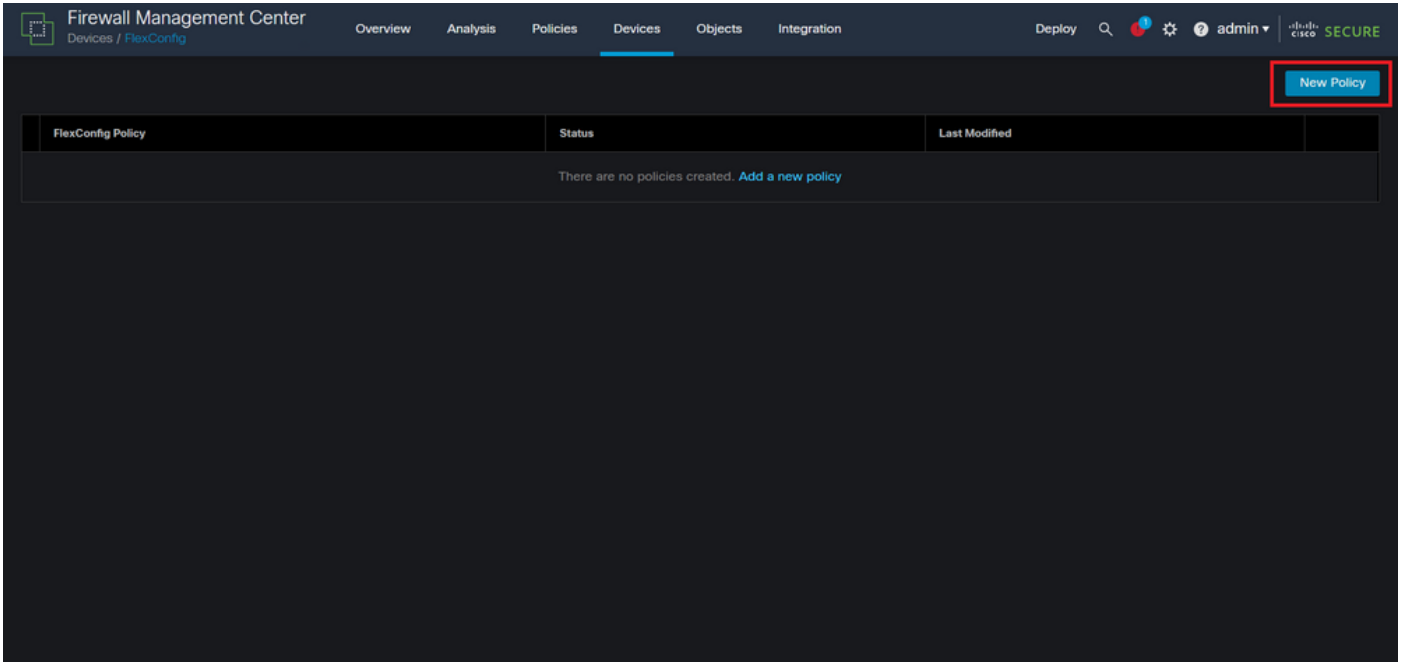 Firewall Management Center
Devices / FlexConfig
Overview Analysis Policies Devices Objects Integration Deploy 1 ? admin cisco SECURE
New Policy
FlexConfig Policy Status Last Modified
There are no policies created. Add a new policy